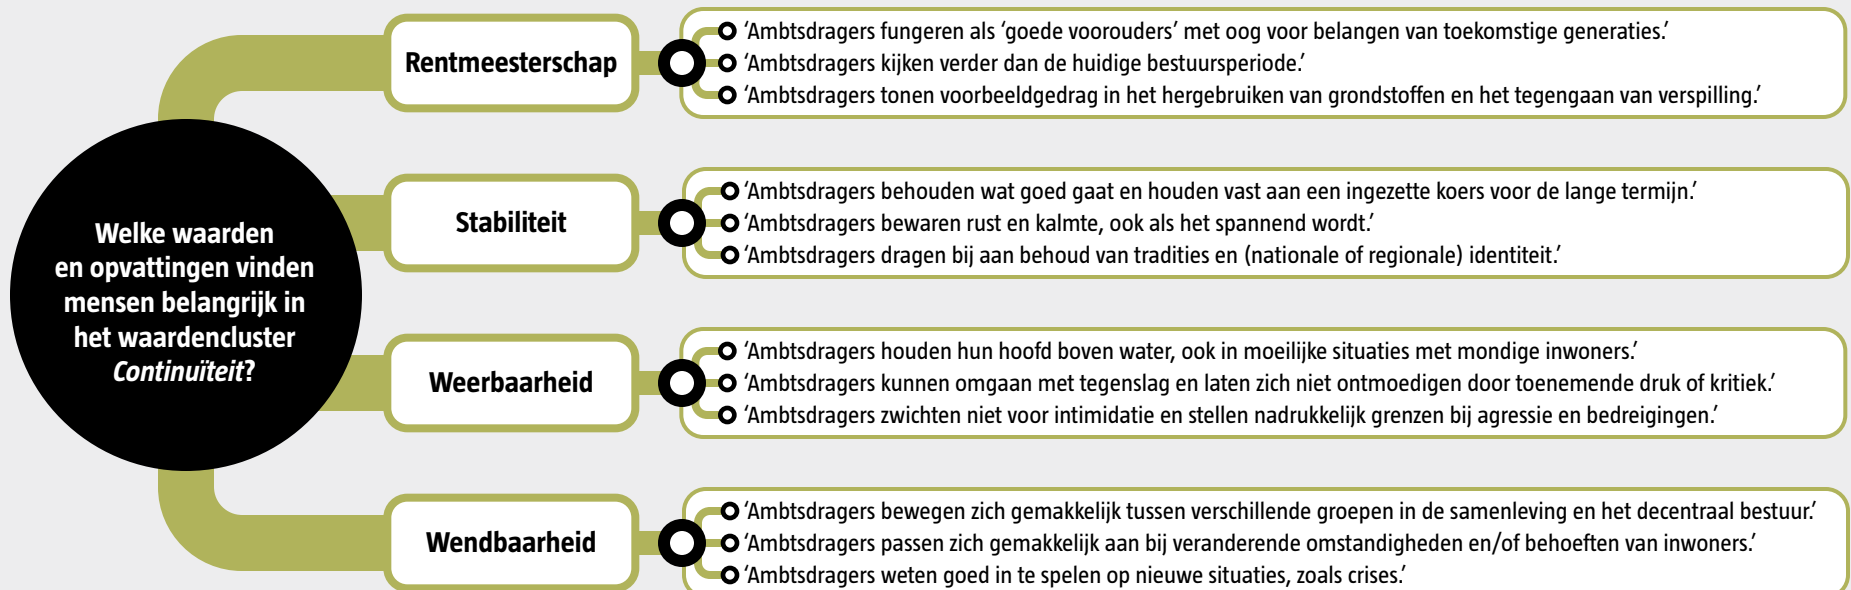 Welke waarden
en opvattingen vinden
mensen belangrijk in
het waardencluster
Continuïteit?
Rentmeesterschap
‘Ambtsdragers fungeren als ‘goede voorouders’ met oog voor belangen van toekomstige generaties.’
‘Ambtsdragers kijken verder dan de huidige bestuursperiode.’
‘Ambtsdragers tonen voorbeeldgedrag in het hergebruiken van grondstoffen en het tegengaan van verspilling.’
Stabiliteit
‘Ambtsdragers behouden wat goed gaat en houden vast aan een ingezette koers voor de lange termijn.’
‘Ambtsdragers bewaren rust en kalmte, ook als het spannend wordt.’
‘Ambtsdragers dragen bij aan behoud van tradities en (nationale of regionale) identiteit.’
Weerbaarheid
‘Ambtsdragers houden hun hoofd boven water, ook in moeilijke situaties met mondige inwoners.’
‘Ambtsdragers kunnen omgaan met tegenslag en laten zich niet ontmoedigen door toenemende druk of kritiek.’
‘Ambtsdragers zwichten niet voor intimidatie en stellen nadrukkelijk grenzen bij agressie en bedreigingen.’
Wendbaarheid
‘Ambtsdragers bewegen zich gemakkelijk tussen verschillende groepen in de samenleving en het decentraal bestuur.’
‘Ambtsdragers passen zich gemakkelijk aan bij veranderende omstandigheden en/of behoeften van inwoners.’
‘Ambtsdragers weten goed in te spelen op nieuwe situaties, zoals crises.’